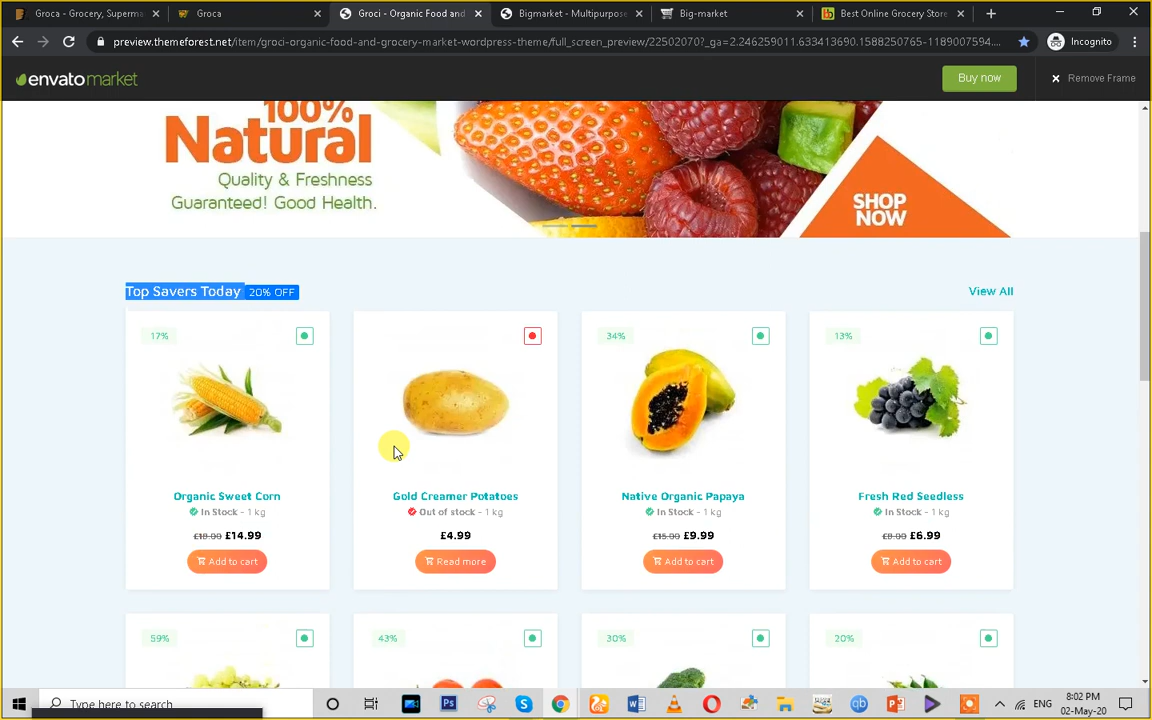 Groca - Grocery, Superma
Groca
Groci - Organic Food and
Bigmarket - Multipurpose
Big-market
Best Online Grocery Store
preview.themeforest.net/item/groci-organic-food-and-grocery-market-wordpress-theme/full_screen_preview/22502070?_ga=2.246259011.633413690.1588250765-1189007594....
Incognito
envatomarket
Buy now
Remove Frame
100%
Natural
Quality & Freshness
Guaranteed! Good Health.
SHOP
NOW
Top Savers Today 20% OFF
View All
17%
34%
13%
Organic Sweet Corn
Gold Creamer Potatoes
Native Organic Papaya
Fresh Red Seedless
In Stock - 1 kg
Out of stock - 1 kg
In Stock - 1 kg
In Stock - 1 kg
£18.00 £14.99
£4.99
£15.00 £9.99
£8.00 £6.99
Add to cart
Read more
Add to cart
Add to cart
59%
43%
30%
20%
Type here to search
ENG
8:02 PM
02-May-20